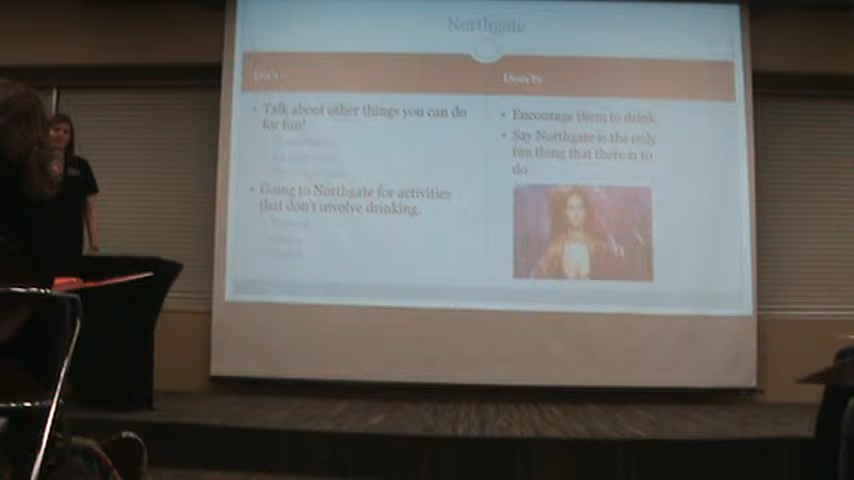 Northgate
Do's
Don'ts
Talk about other things you can do
for fun!
Going to Northgate for activities
that don't involve drinking.
Encourage them to drink
Say Northgate is the only
fun thing that there is to
do